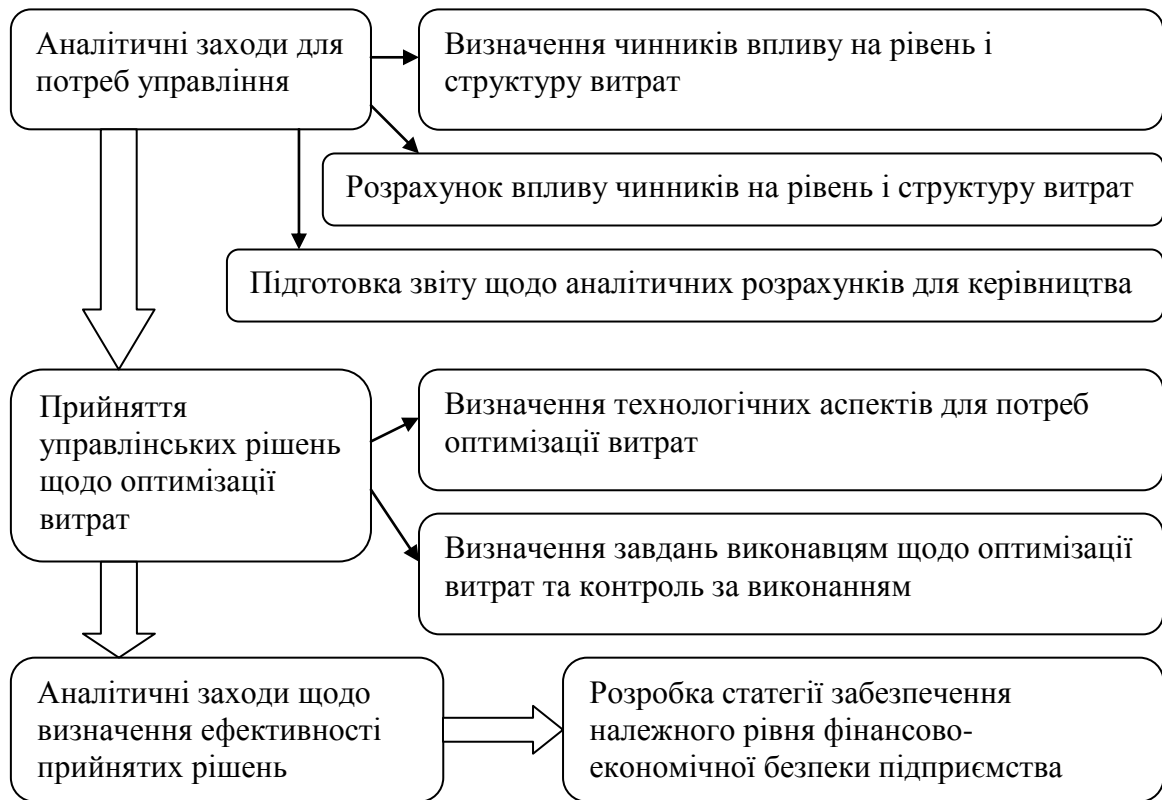 Аналітичні заходи для
потреб управління
Визначення чинників впливу на рівень і
структуру витрат
Розрахунок впливу чинників на рівень і структуру витрат
Підготовка звіту щодо аналітичних розрахунків для керівництва
Прийняття
управлінських рішень
щодо оптимізації
витрат
Визначення технологічних аспектів для потреб
оптимізації витрат
Визначення завдань виконавцям щодо оптимізації
витрат та контроль за виконанням
Аналітичні заходи щодо
визначення ефективності
прийнятих рішень
Розробка статегії забезпечення
належного рівня фінансово-
економічної безпеки підприємства